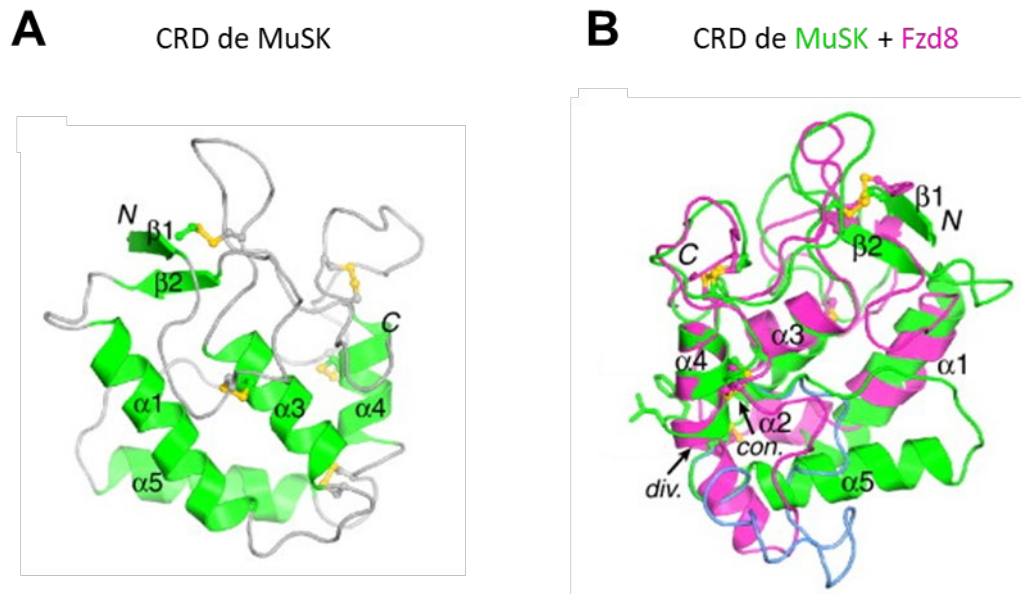 A
CRD de MuSK
N
β1
β2
C
α1
α3
α4
α5
B
CRD de MuSK + Fzd8
β1
N
β2
C
α3
α4
α1
α2
con.
α5
div.